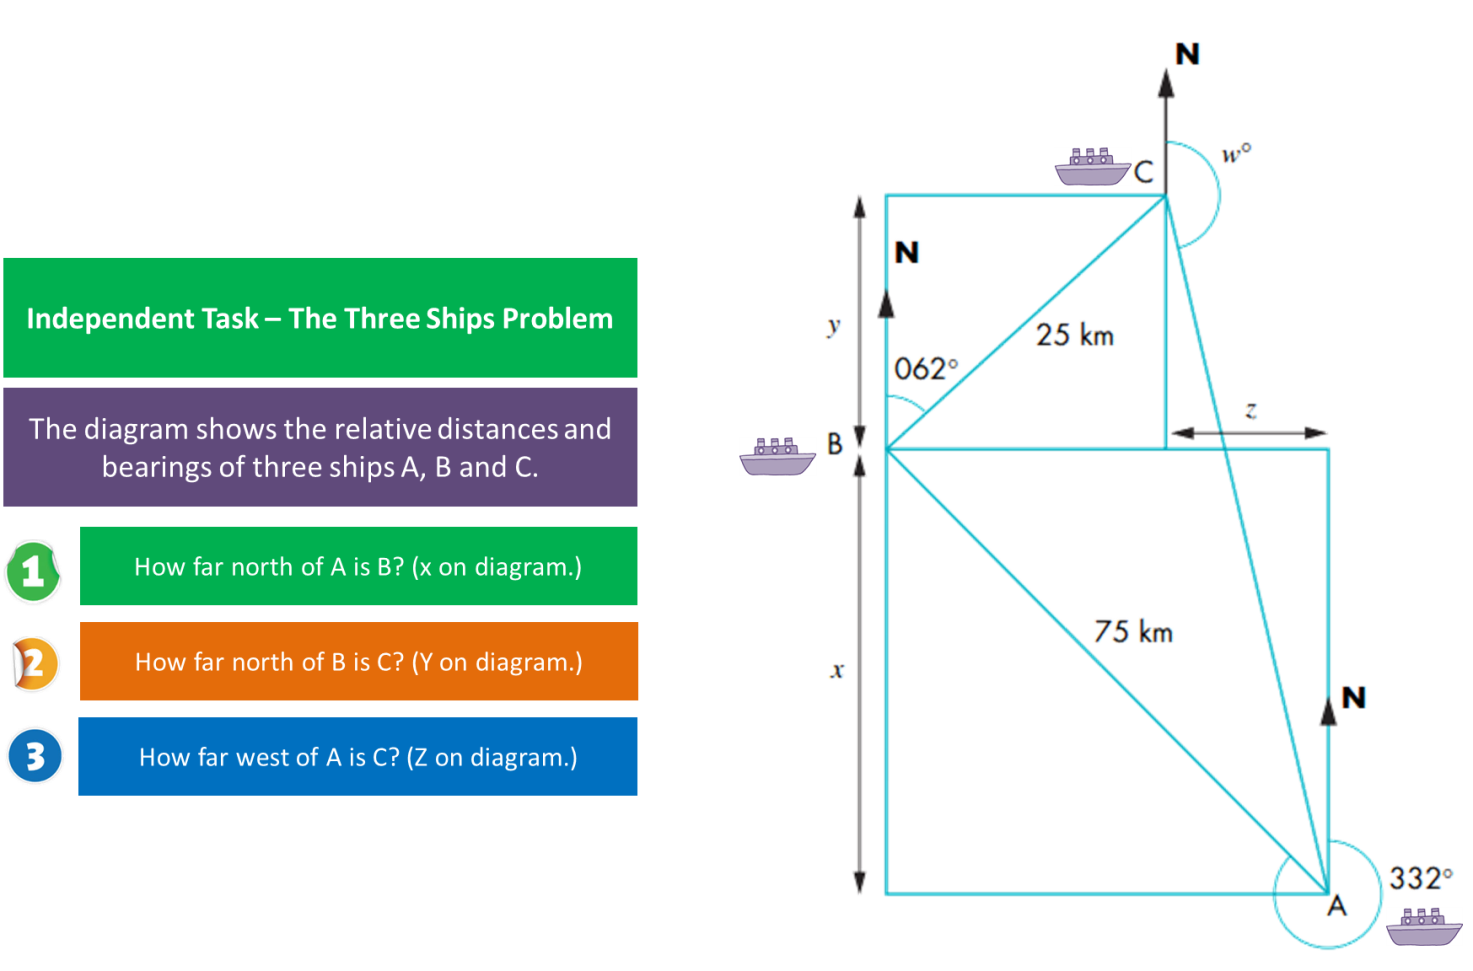 Independent Task – The Three Ships Problem
The diagram shows the relative distances and
bearings of three ships A, B and C.
1
How far north of A is B? (x on diagram.)
2
How far north of B is C? (Y on diagram.)
3
How far west of A is C? (Z on diagram.)
N
w°
C
N
y
25 km
062°
z
B
75 km
x
N
332°
A